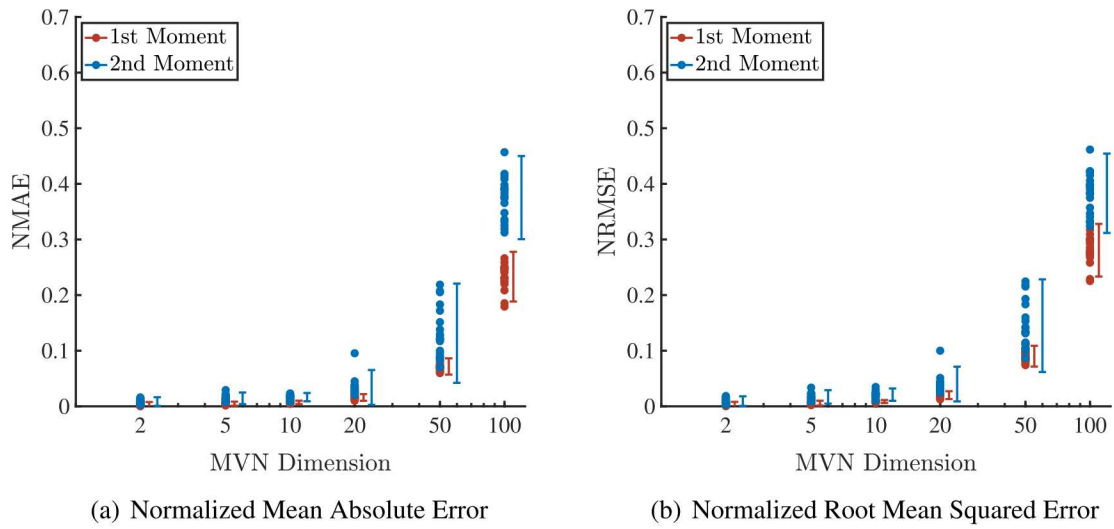 0.7
0.6
0.5
0.4
0.3
0.2
0.1
0
NMAE
1st Moment
2nd Moment
2 5 10 20 50 100
MVN Dimension
(a) Normalized Mean Absolute Error
0.7
0.6
0.5
0.4
0.3
0.2
0.1
0
NRMSE
1st Moment
2nd Moment
2 5 10 20 50 100
MVN Dimension
(b) Normalized Root Mean Squared Error